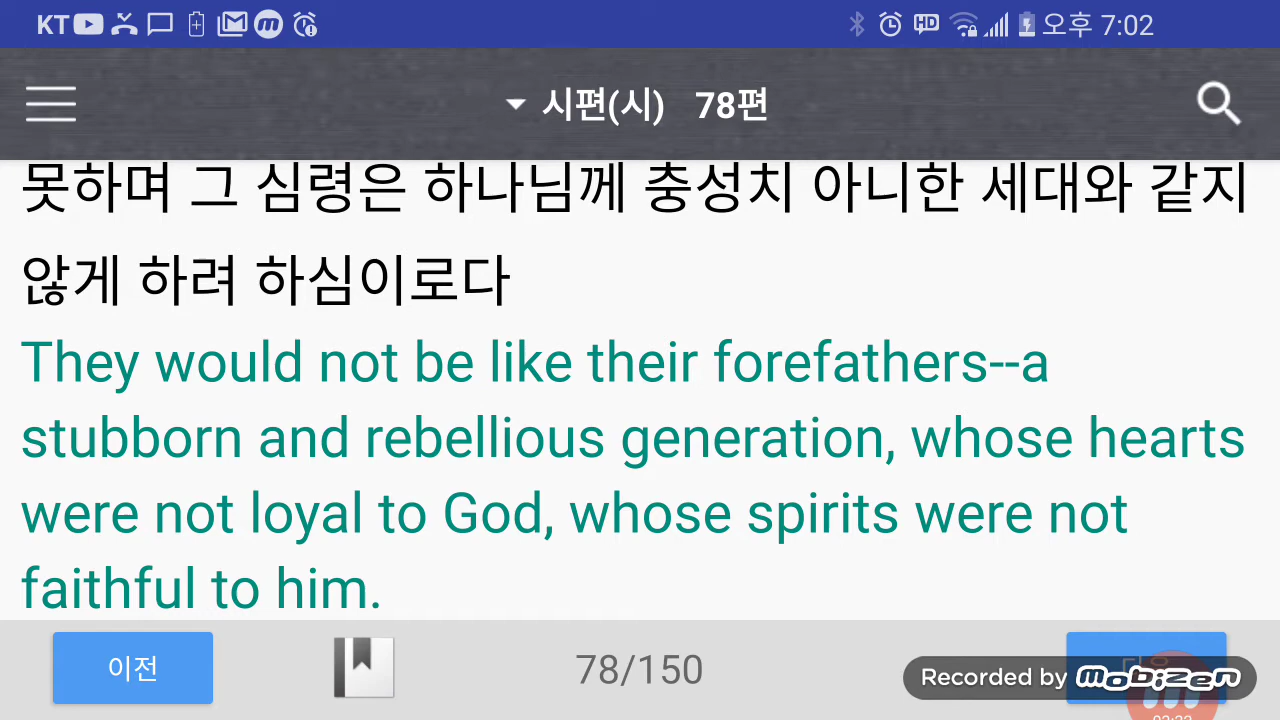 KT HD 오후 7:02
시편(시) 78편
못하며 그 심령은 하나님께 충성치 아니한 세대와 같지
않게 하려 하심이로다
They would not be like their forefathers--a
stubborn and rebellious generation, whose hearts
were not loyal to God, whose spirits were not
faithful to him.
이전 78/150
Recorded by mobizen